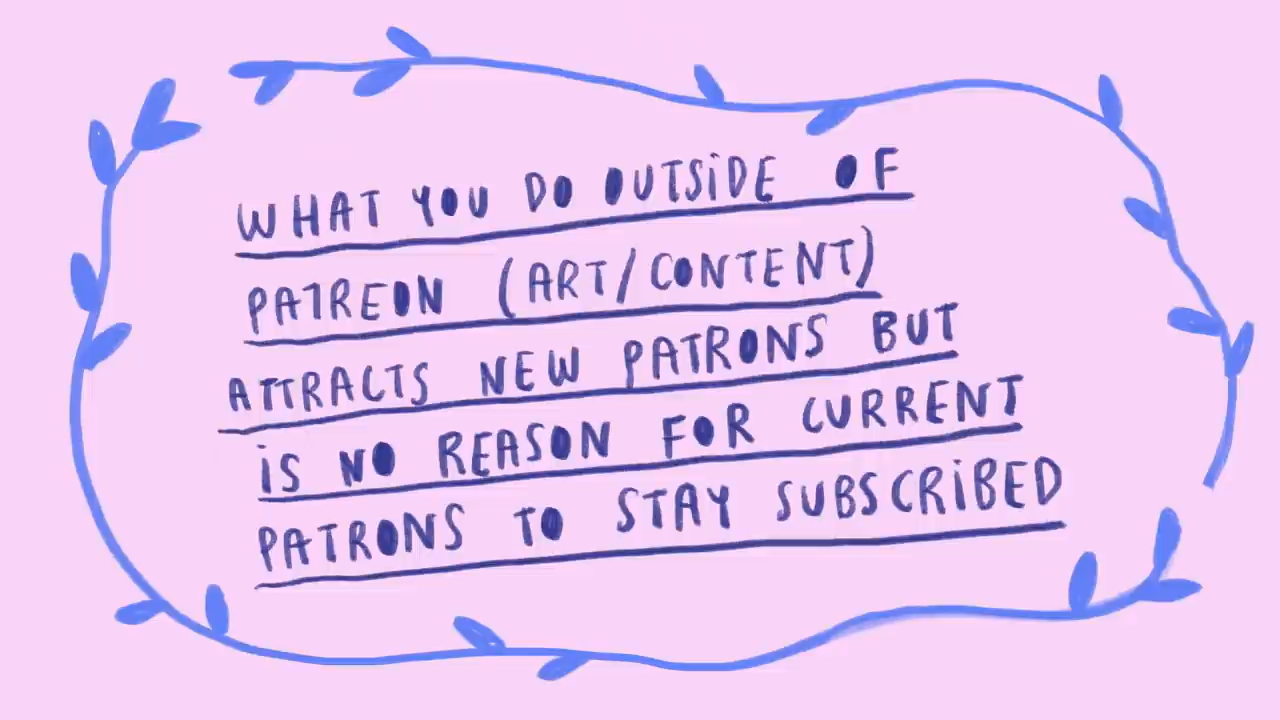 WHAT YOU DO OUTSIDE OF
PATREON (ART/CONTENT)
ATTRACTS NEW PATRONS BUT
iS NO REASON FOR CURRENT
PATRONS TO STAY SUBSCRiBED